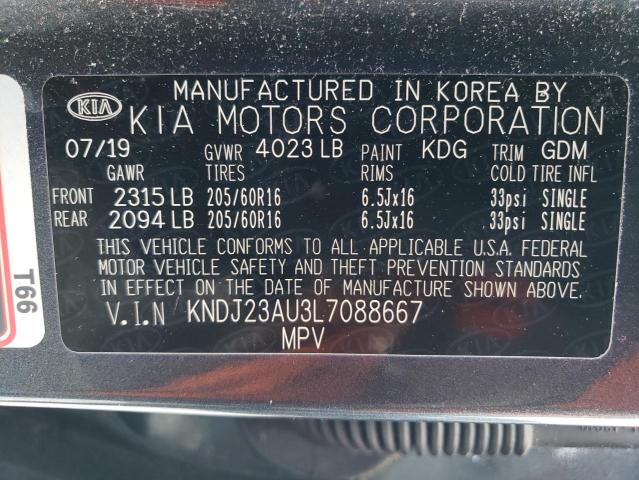 MANUFACTURED IN KOREA BY
KIA KIA MOTORS CORPORATION
07/19 GVWR 4023 LB PAINT KDG TRIM GDM
GAWR TIRES RIMS COLD TIRE INFL
FRONT 2315 LB 205/60R16 6.5Jx16 33psi SINGLE
REAR 2094 LB 205/60R16 6.5Jx16 33psi SINGLE
THIS VEHICLE CONFORMS TO ALL APPLICABLE U.S.A. FEDERAL
MOTOR VEHICLE SAFETY AND THEFT PREVENTION STANDARDS
IN EFFECT ON THE DATE OF MANUFACTURE SHOWN ABOVE.
V.I.N KNDJ23AU3L7088667
MPV
T66